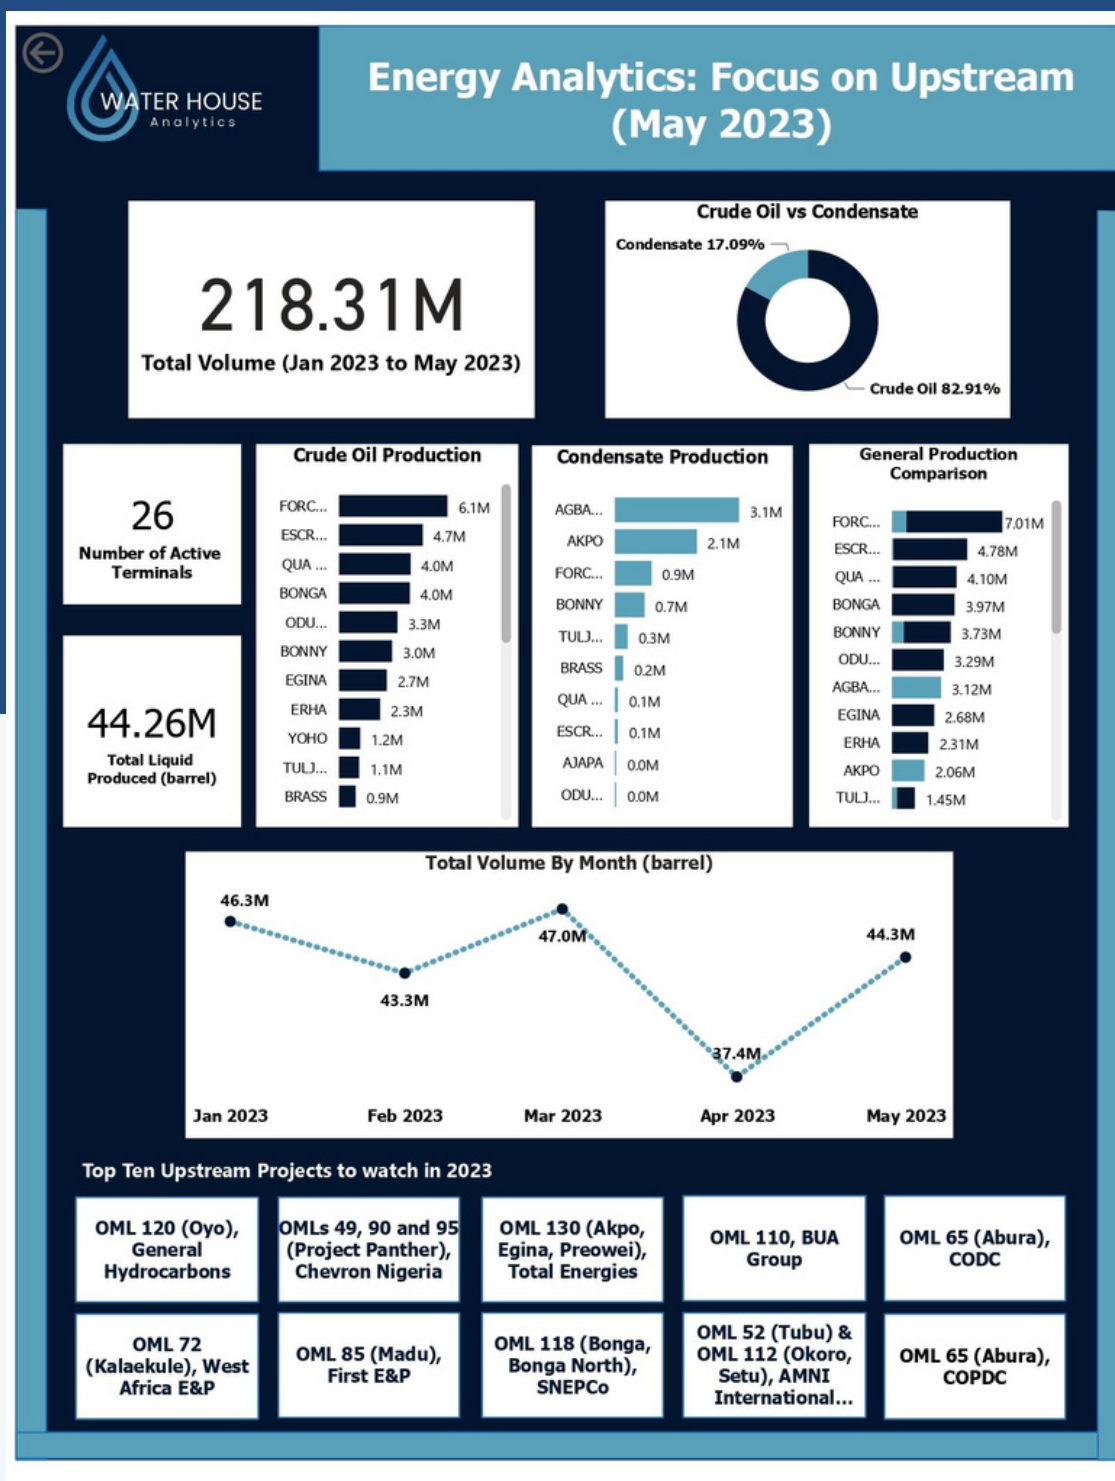 WATER HOUSE
Analytics
Energy Analytics: Focus on Upstream
(May 2023)
218.31M
Total Volume (Jan 2023 to May 2023)
Crude Oil vs Condensate
Condensate 17.09%
Crude Oil 82.91%
26
Number of Active
Terminals
44.26M
Total Liquid
Produced (barrel)
Crude Oil Production
FORC... 6.1M
ESCR... 4.7M
QUA ... 4.0M
BONGA 4.0M
ODU... 3.3M
BONNY 3.0M
EGINA 2.7M
ERHA 2.3M
YOHO 1.2M
TULJ... 1.1M
BRASS 0.9M
Condensate Production
AGBA... 3.1M
AKPO 2.1M
FORC... 0.9M
BONNY 0.7M
TULJ... 0.3M
BRASS 0.2M
QUA ... 0.1M
ESCR... 0.1M
AJAPA 0.0M
ODU... 0.0M
General Production
Comparison
FORC... 7.01M
ESCR... 4.78M
QUA ... 4.10M
BONGA 3.97M
BONNY 3.73M
ODU... 3.29M
AGBA... 3.12M
EGINA 2.68M
ERHA 2.31M
AKPO 2.06M
TULJ... 1.45M
Total Volume By Month (barrel)
46.3M
43.3M
47.0M
37.4M
44.3M
Jan 2023
Feb 2023
Mar 2023
Apr 2023
May 2023
Top Ten Upstream Projects to watch in 2023
OML 120 (Oyo),
General
Hydrocarbons
OMLs 49, 90 and 95
(Project Panther),
Chevron Nigeria
OML 130 (Akpo,
Egina, Preowei),
Total Energies
OML 110, BUA
Group
OML 65 (Abura),
CODC
OML 72
(Kalaekule), West
Africa E&P
OML 85 (Madu),
First E&P
OML 118 (Bonga,
Bonga North),
SNEPCo
OML 52 (Tubu) &
OML 112 (Okoro,
Setu), AMNI
International...
OML 65 (Abura),
COPDC